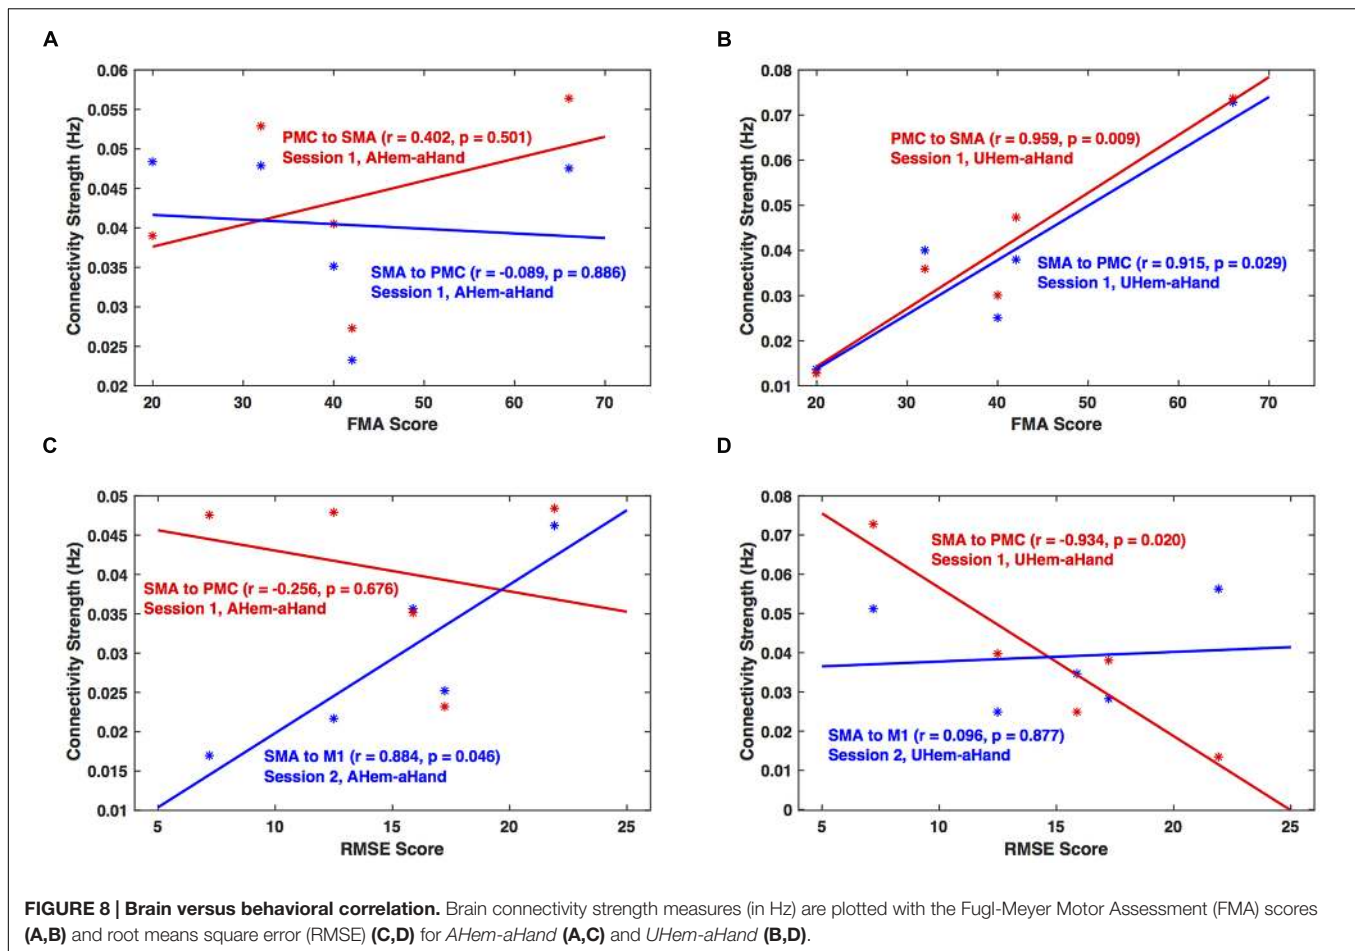 A
0.06
0.055
0.05
0.045
0.04
0.035
0.03
0.025
0.02
Connectivity Strength (Hz)
PMC to SMA (r = 0.402, p = 0.501)
Session 1, AHem-aHand
SMA to PMC (r = -0.089, p = 0.886)
Session 1, AHem-aHand
20 30 40 50 60 70
FMA Score
B
0.08
0.07
0.06
0.05
0.04
0.03
0.02
0.01
Connectivity Strength (Hz)
PMC to SMA (r = 0.959, p = 0.009)
Session 1, UHem-aHand
SMA to PMC (r = 0.915, p = 0.029)
Session 1, UHem-aHand
20 30 40 50 60 70
FMA Score
C
0.05
0.045
0.04
0.035
0.03
0.025
0.02
0.015
0.01
Connectivity Strength (Hz)
SMA to PMC (r = -0.256, p = 0.676)
Session 1, AHem-aHand
SMA to M1 (r = 0.884, p = 0.046)
Session 2, AHem-aHand
5 10 15 20 25
RMSE Score
D
0.08
0.07
0.06
0.05
0.04
0.03
0.02
0.01
0
Connectivity Strength (Hz)
SMA to PMC (r = -0.934, p = 0.020)
Session 1, UHem-aHand
SMA to M1 (r = 0.096, p = 0.877)
Session 2, UHem-aHand
5 10 15 20 25
RMSE Score
FIGURE 8 | Brain versus behavioral correlation. Brain connectivity strength measures (in Hz) are plotted with the Fugl-Meyer Motor Assessment (FMA) scores
(A,B) and root means square error (RMSE) (C,D) for AHem-aHand (A,C) and UHem-aHand (B,D).